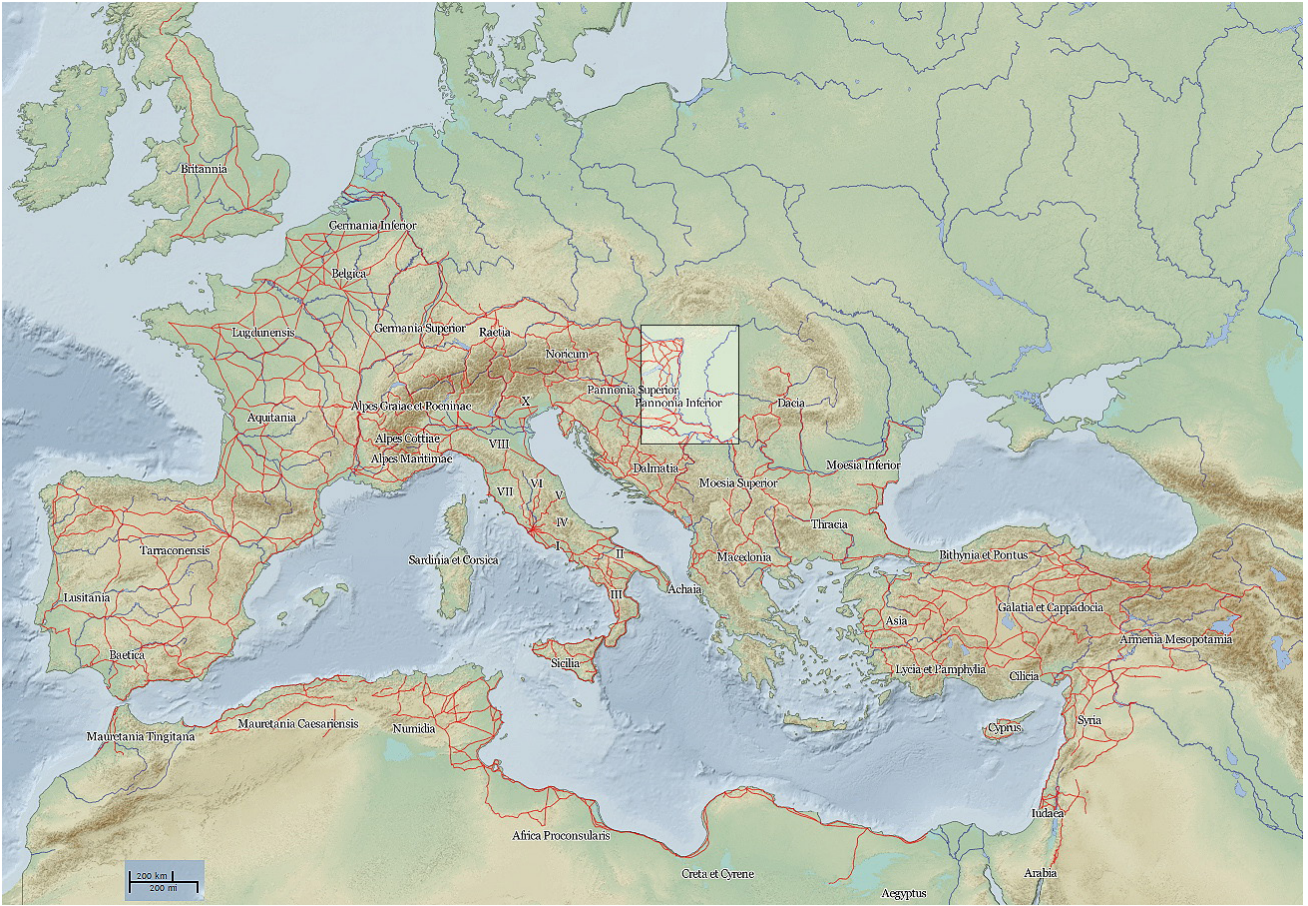 Britannia
Germania Inferior
Belgica
Lugdunensis
Germania Superior
Raetia
Noricum
Pannonia Superior
Pannonia Inferior
Dacia
Alpes Graiae et Poeninae
X
Aquitania
Alpes Cottiae
VIII
Alpes Maritimae
Moesia Inferior
Dalmatia
Moesia Superior
VI
VII
V
Thracia
IV
Tarraconensis
I
II
Sardinia et Corsica
Macedonia
Bithynia et Pontus
Achaia
III
Lusitania
Galatia et Cappadocia
Asia
Armenia Mesopotamia
Baetica
Sicilia
Lycia et Pamphylia
Cilicia
Mauretania Caesariensis
Numidia
Syria
Cyprus
Mauretania Tingitana
Iudaea
Africa Proconsularis
Creta et Cyrene
Arabia
200 km
200 mi
Aegyptus